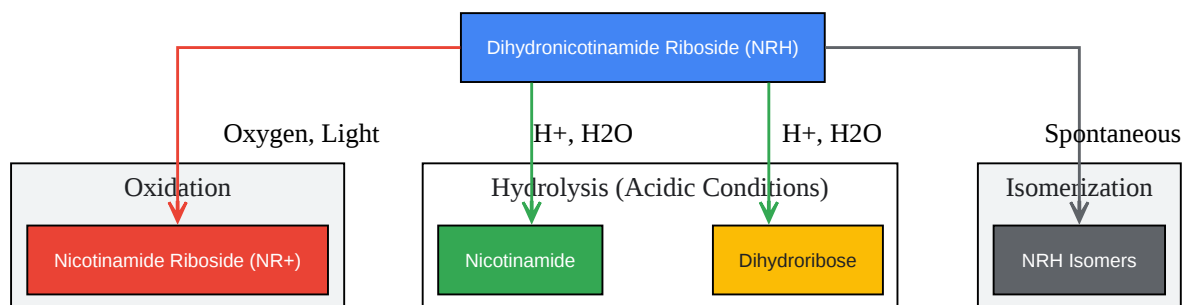 Dihydronicotinamide Riboside (NRH)
Oxygen, Light
H+, H2O
H+, H2O
Spontaneous
Oxidation
Hydrolysis (Acidic Conditions)
Isomerization
Nicotinamide Riboside (NR+)
Nicotinamide
Dihydroribose
NRH Isomers